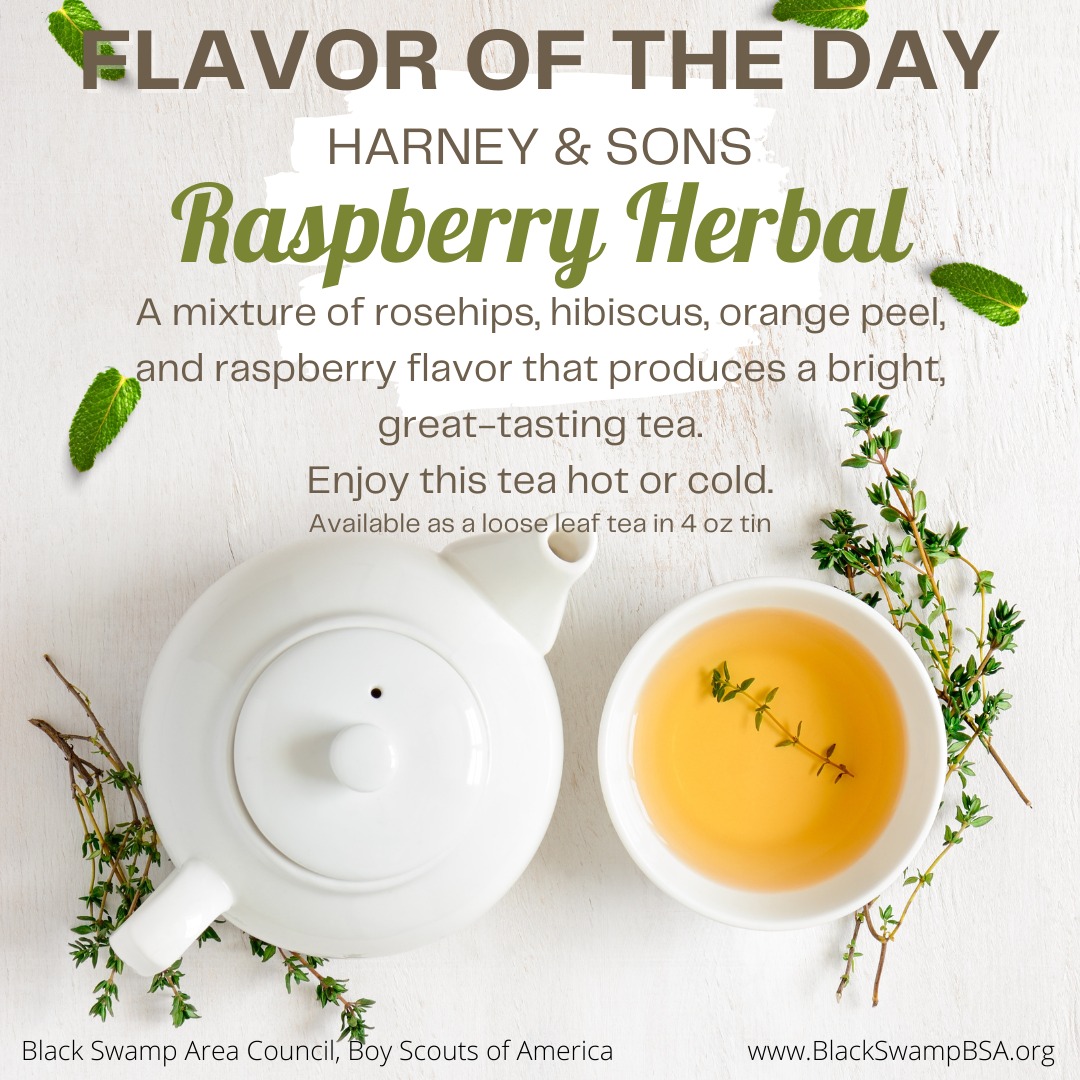 FLAVOR OF THE DAY
HARNEY & SONS
Raspberry Herbal
A mixture of rosehips, hibiscus, orange peel,
and raspberry flavor that produces a bright,
great-tasting tea.
Enjoy this tea hot or cold.
Available as a loose leaf tea in 4 oz tin
Black Swamp Area Council, Boy Scouts of America
www.BlackSwampBSA.org